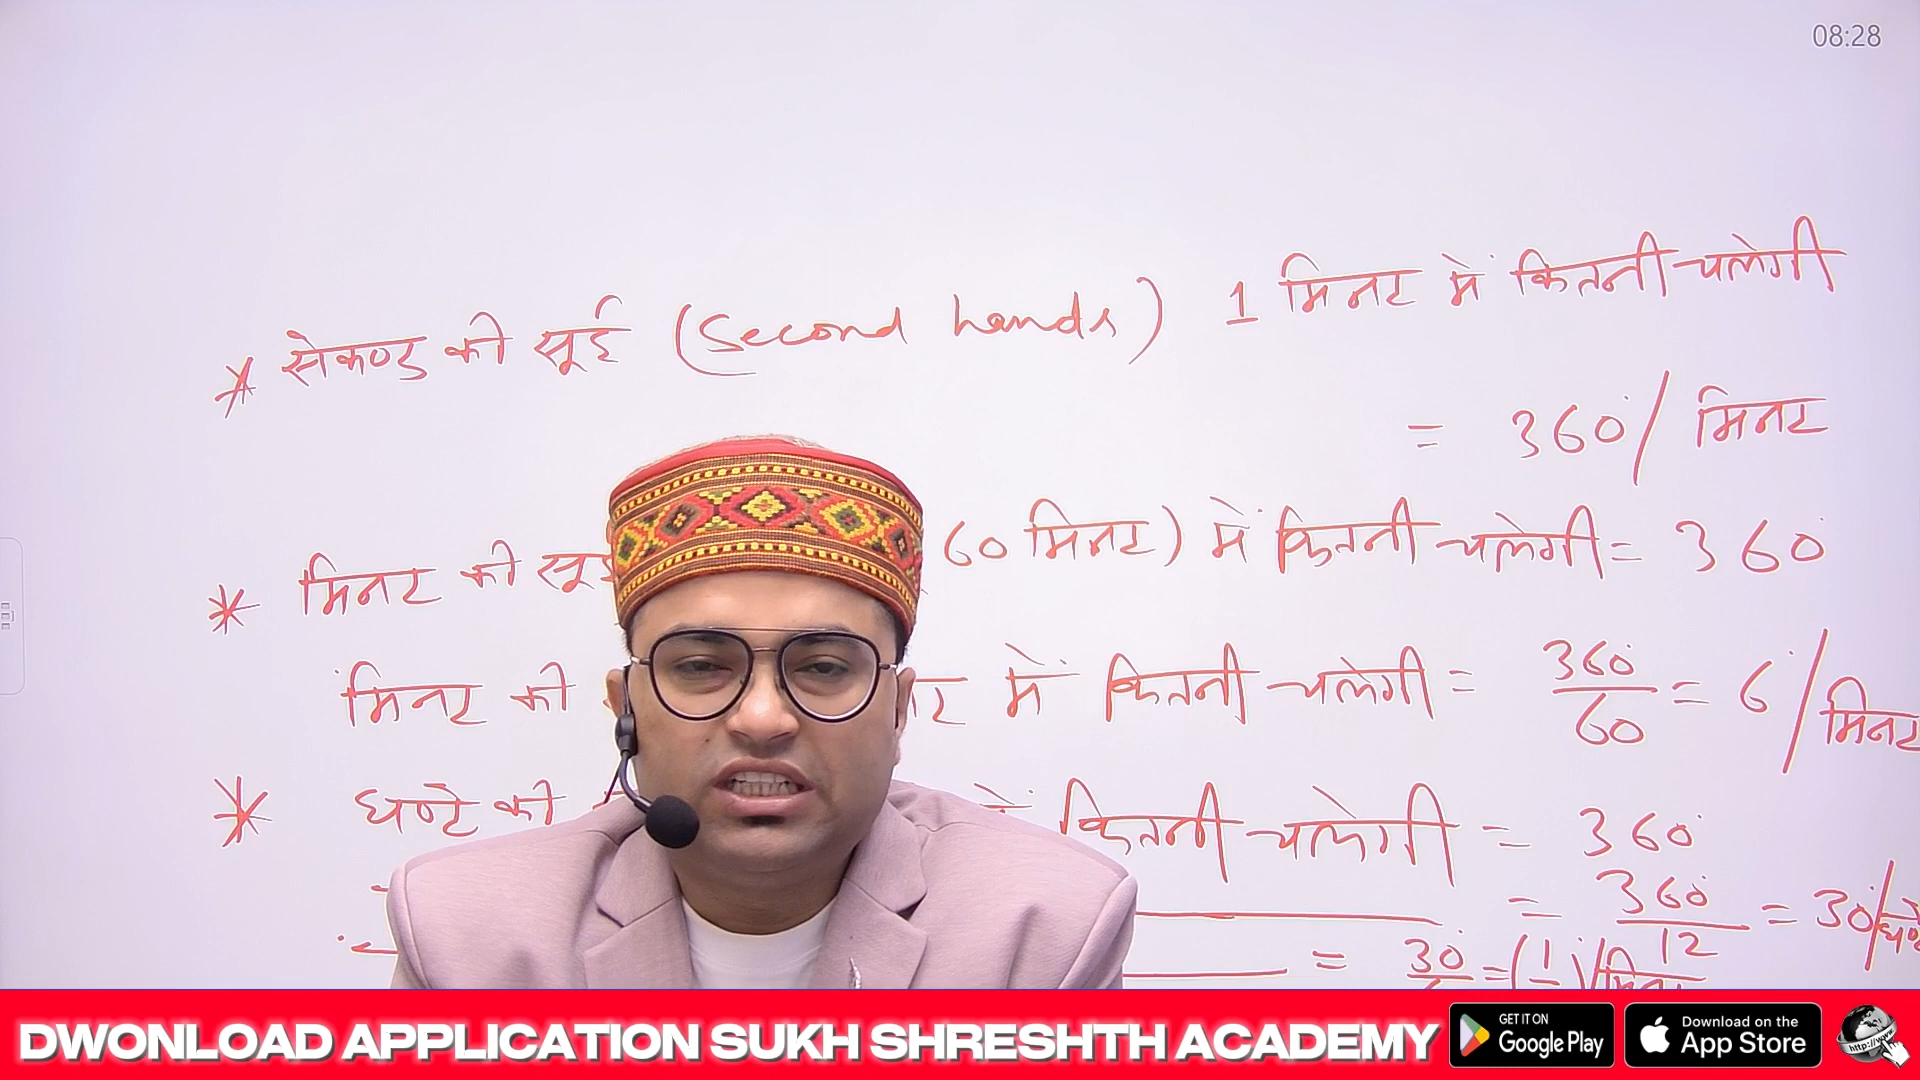 08:28
* सेकण्ड की सूई (Second hands) 1 मिनट में कितनी चलेगी
= 360°/मिनट
* मिनट की सूई 60 मिनट) में कितनी चलेगी = 360°
मिनट की में कितनी चलेगी = 360°/60 = 6°/मिनट
* घण्टे की में कितनी चलेगी = 360°
= 360°/12 = 30°/घण्टे
= 30°
DWONLOAD APPLICATION SUKH SHRESHTH ACADEMY
GET IT ON
Google Play
Download on the
App Store